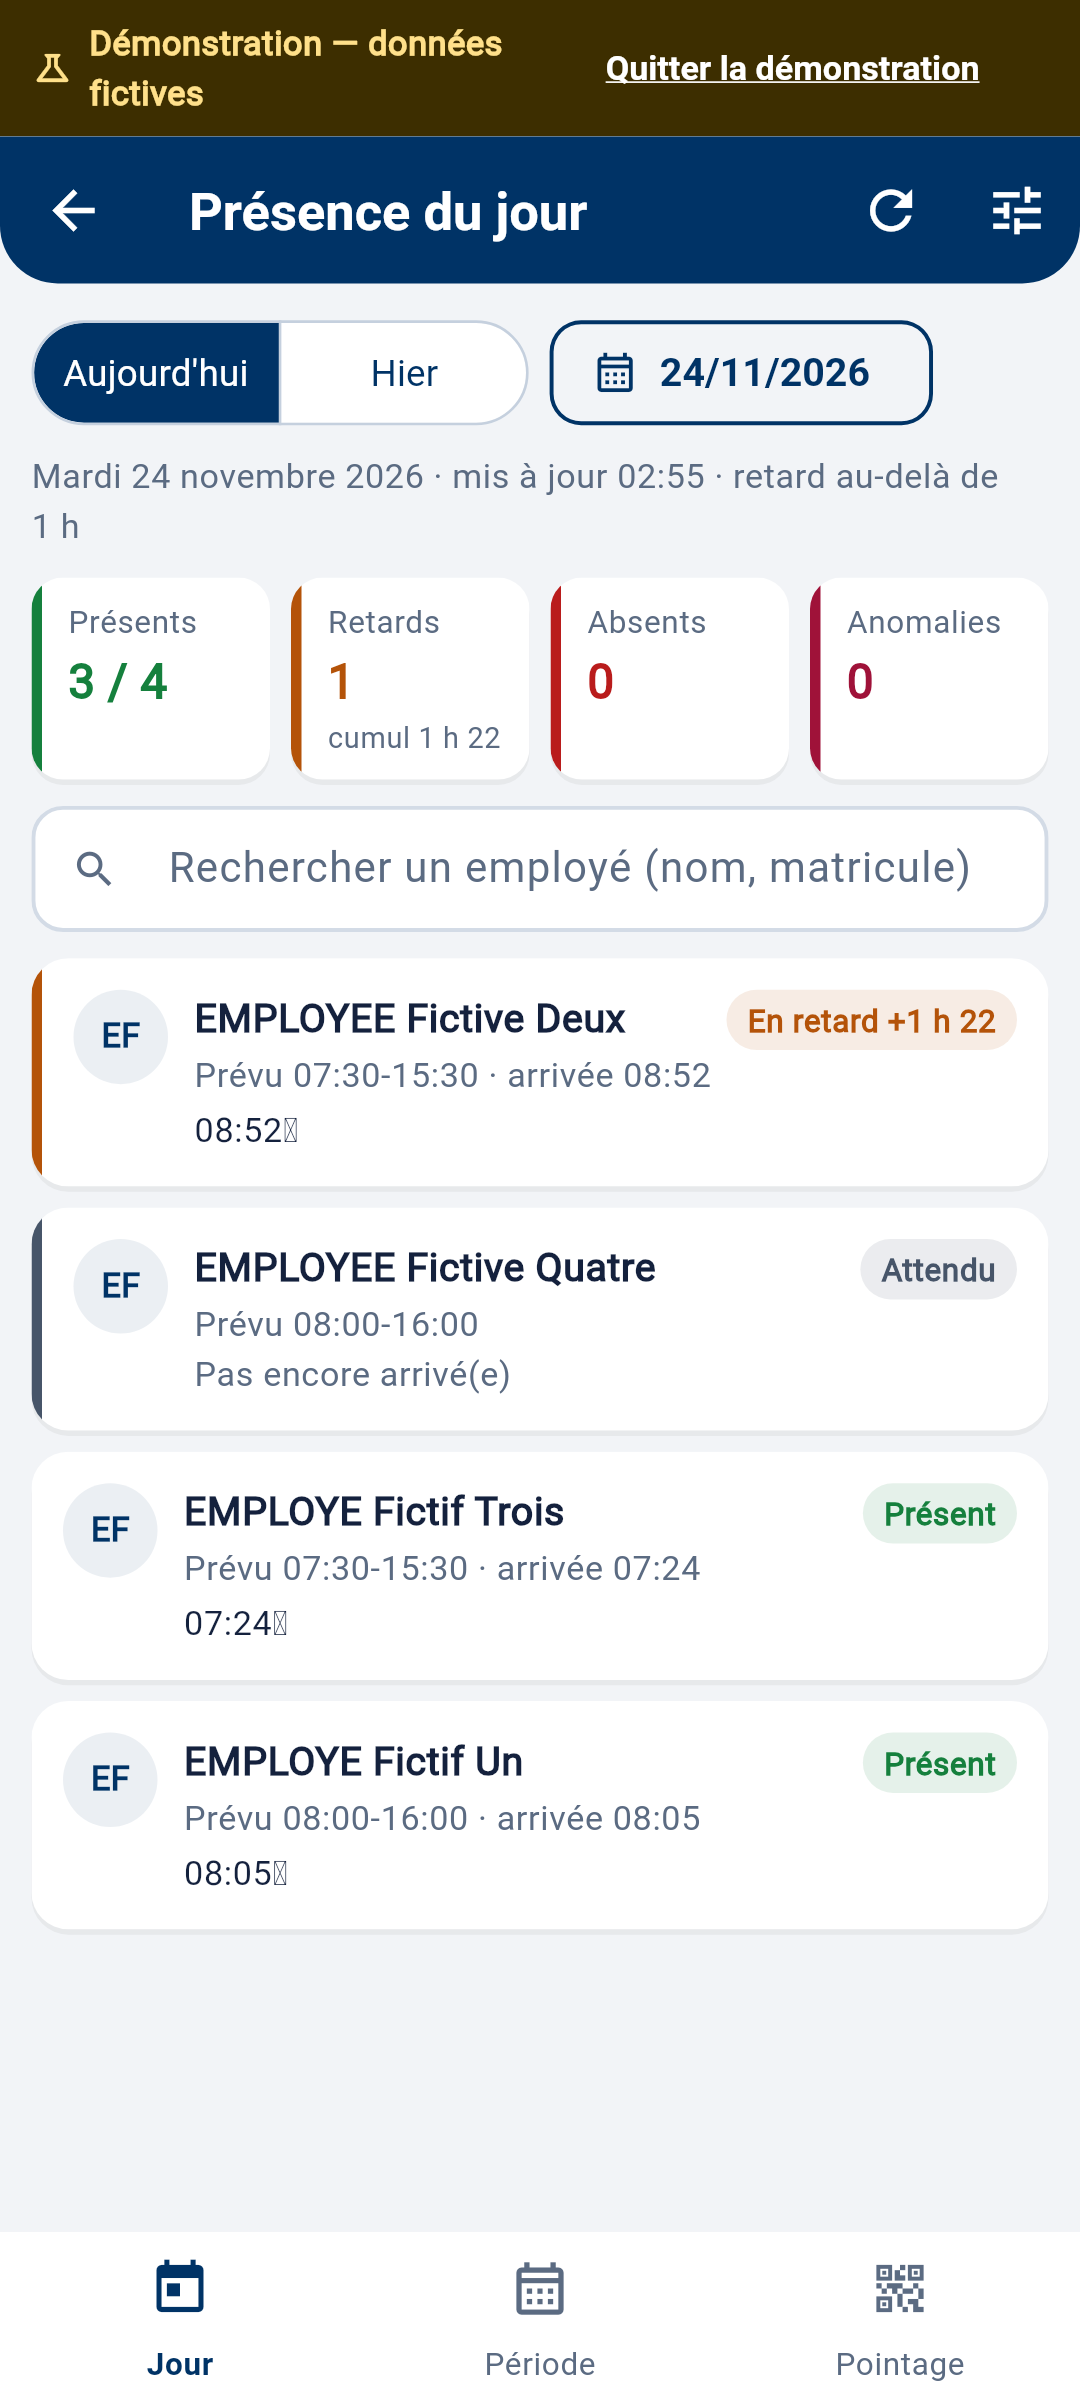 Démonstration — données
fictives
Quitter la démonstration
Présence du jour
Aujourd'hui
Hier
24/11/2026
Mardi 24 novembre 2026 · mis à jour 02:55 · retard au-delà de
1 h
Présents
3 / 4
Retards
1
cumul 1 h 22
Absents
0
Anomalies
0
Rechercher un employé (nom, matricule)
EF
EMPLOYEE Fictive Deux
En retard +1 h 22
Prévu 07:30-15:30 · arrivée 08:52
08:52
EF
EMPLOYEE Fictive Quatre
Attendu
Prévu 08:00-16:00
Pas encore arrivé(e)
EF
EMPLOYE Fictif Trois
Présent
Prévu 07:30-15:30 · arrivée 07:24
07:24
EF
EMPLOYE Fictif Un
Présent
Prévu 08:00-16:00 · arrivée 08:05
08:05
Jour
Période
Pointage